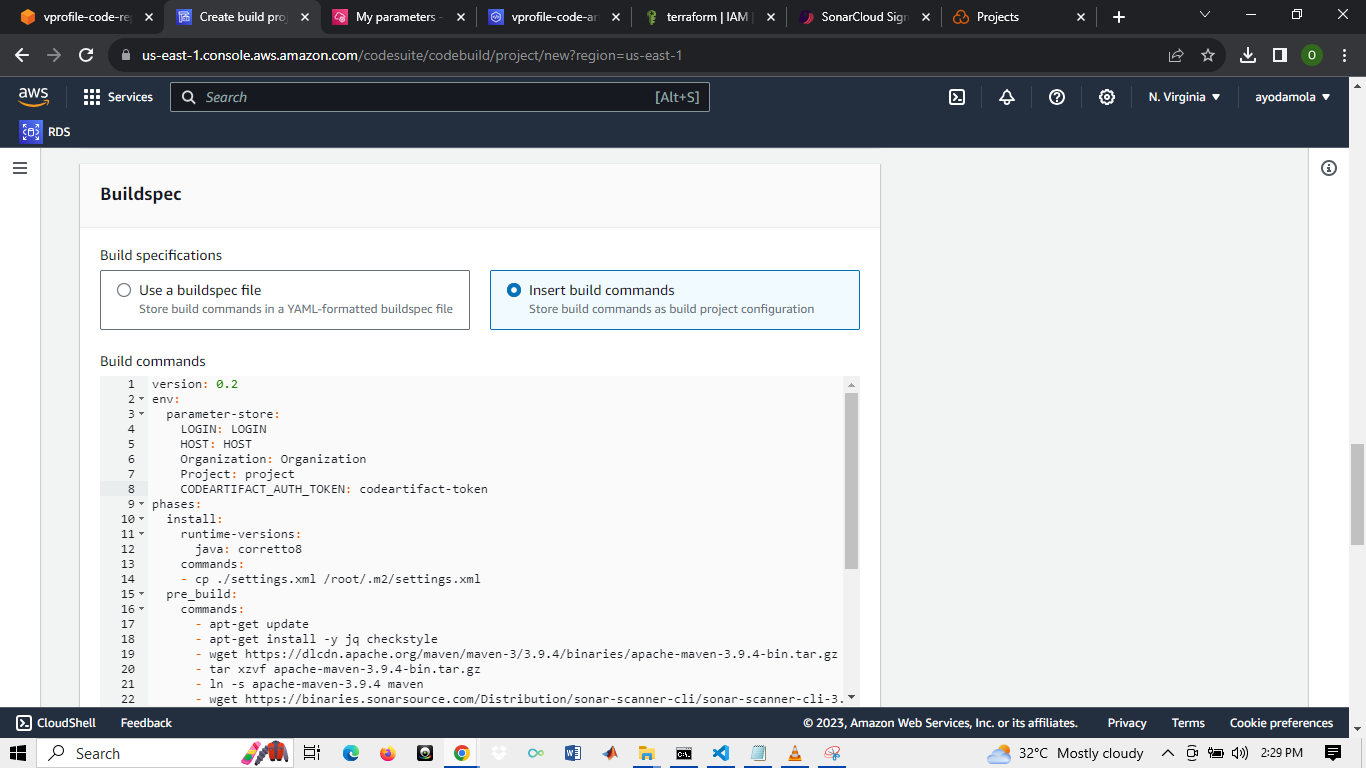 vprofile-code-rep
Create build proj
My parameters -
vprofile-code-ar
terraform | IAM |
SonarCloud Sign
Projects
us-east-1.console.aws.amazon.com/codesuite/codebuild/project/new?region=us-east-1
O
aws
Services
Search
[Alt+S]
N. Virginia
ayodamola
RDS
Buildspec
Build specifications
Use a buildspec file
Store build commands in a YAML-formatted buildspec file
Insert build commands
Store build commands as build project configuration
Build commands
1 version: 0.2
2 env:
3   parameter-store:
4     LOGIN: LOGIN
5     HOST: HOST
6     Organization: Organization
7     Project: project
8     CODEARTIFACT_AUTH_TOKEN: codeartifact-token
9 phases:
10   install:
11     runtime-versions:
12       java: corretto8
13     commands:
14     - cp ./settings.xml /root/.m2/settings.xml
15   pre_build:
16     commands:
17       - apt-get update
18       - apt-get install -y jq checkstyle
19       - wget https://dlcdn.apache.org/maven/maven-3/3.9.4/binaries/apache-maven-3.9.4-bin.tar.gz
20       - tar xzvf apache-maven-3.9.4-bin.tar.gz
21       - ln -s apache-maven-3.9.4 maven
22       - wget https://binaries.sonarsource.com/Distribution/sonar-scanner-cli/sonar-scanner-cli-3.
CloudShell
Feedback
© 2023, Amazon Web Services, Inc. or its affiliates.
Privacy
Terms
Cookie preferences
Search
32°C Mostly cloudy
2:29 PM